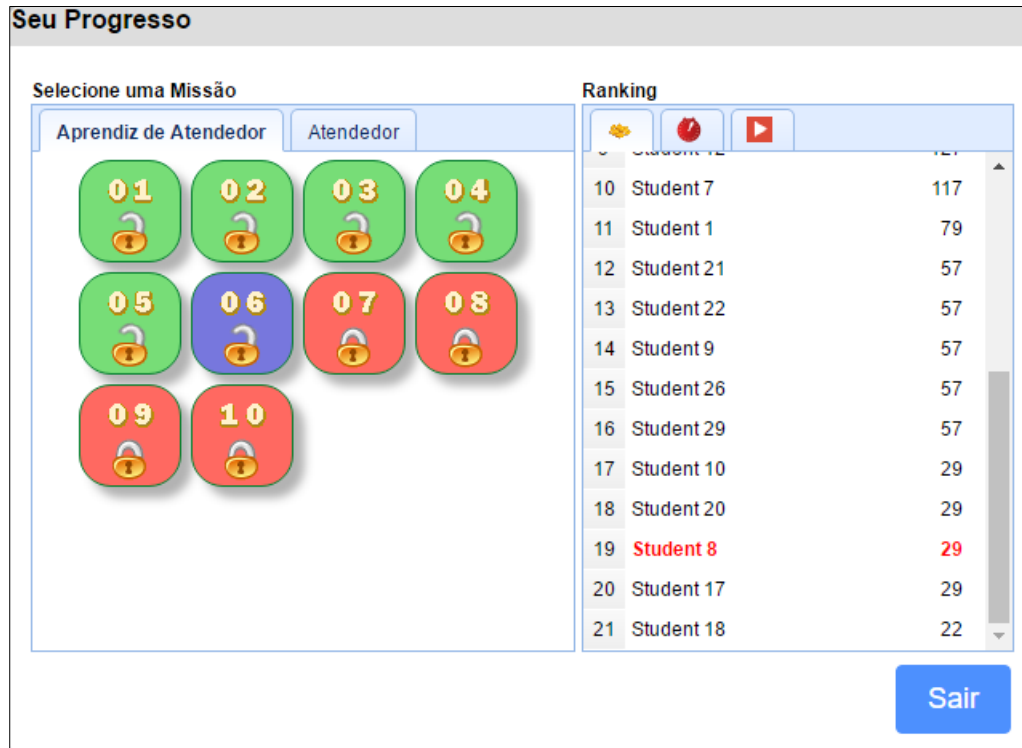 Seu Progresso
Selecione uma Missão
Aprendiz de Atendedor
Atendedor
01
02
03
04
05
06
07
08
09
10
Ranking
10 Student 7 117
11 Student 1 79
12 Student 21 57
13 Student 22 57
14 Student 9 57
15 Student 26 57
16 Student 29 57
17 Student 10 29
18 Student 20 29
19 Student 8 29
20 Student 17 29
21 Student 18 22
Sair